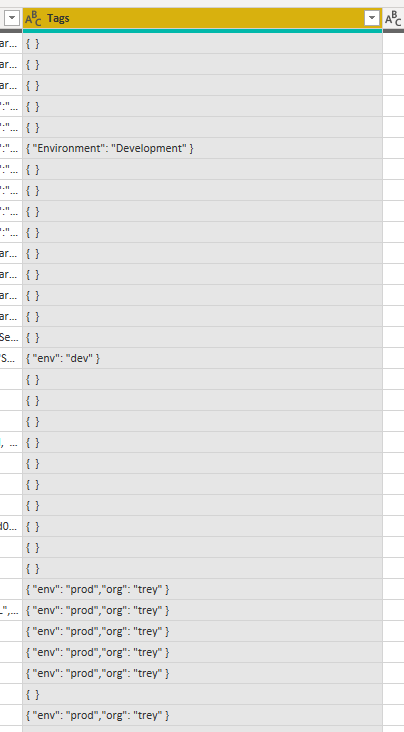 ABC Tags ABC
ar... { }
ar... { }
ar... { }
":"... { }
":"... { }
":"... { "Environment": "Development" }
":"... { }
":"... { }
":"... { }
":"... { }
ar... { }
ar... { }
ar... { }
ar... { }
Se... { }
"S... { "env": "dev" }
{ }
{ }
{ }
, ... { }
{ }
{ }
{ }
d0... { }
{ }
{ }
{ "env": "prod","org": "trey" }
",... { "env": "prod","org": "trey" }
{ "env": "prod","org": "trey" }
{ "env": "prod","org": "trey" }
{ "env": "prod","org": "trey" }
{ }
{ "env": "prod","org": "trey" }